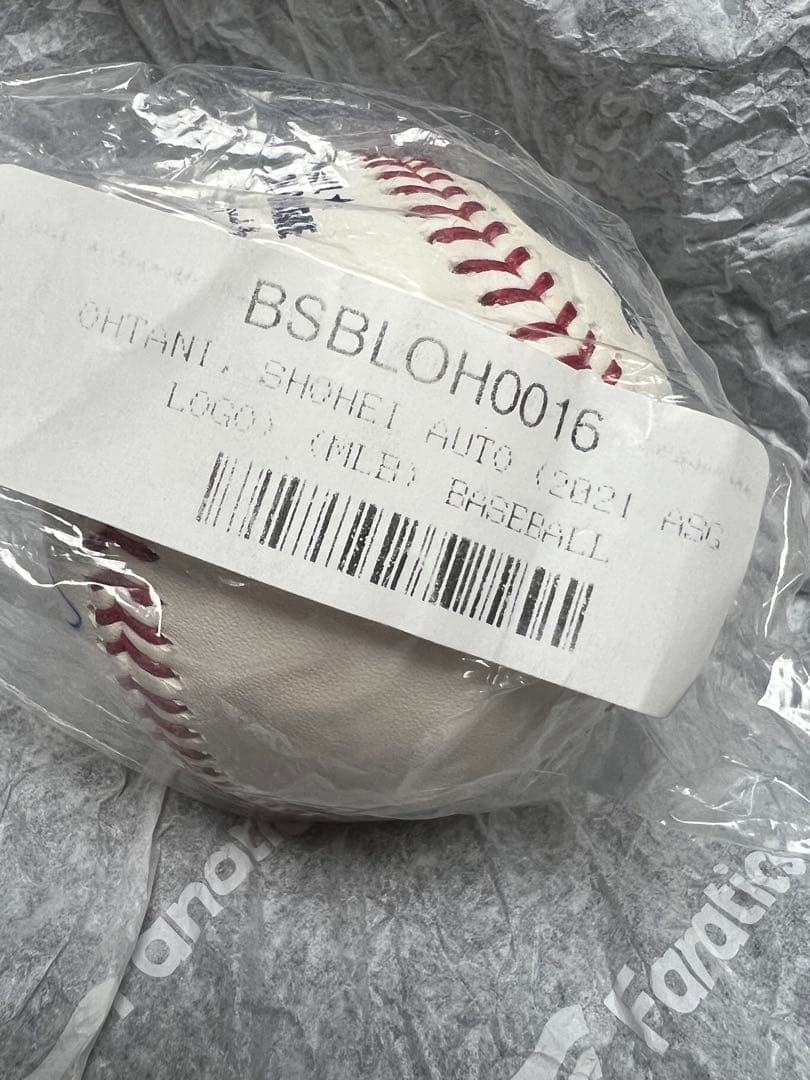 BSBLOH0016
OHTANI, SHOHEI AUTO (2021 ASG
LOGO) (MLB) BASEBALL
Fanatics
Fanatics